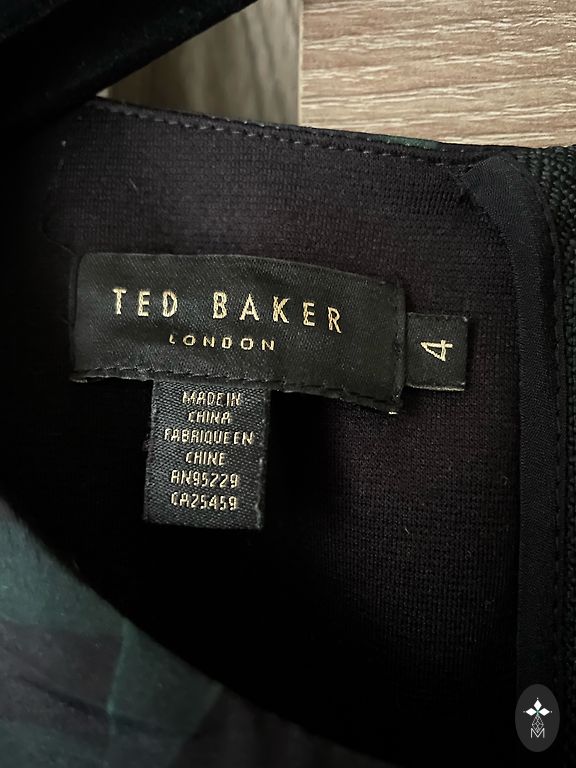 TED BAKER
LONDON
4
MADE IN
CHINA
FABRIQUE EN
CHINE
RN95229
CA25459
M